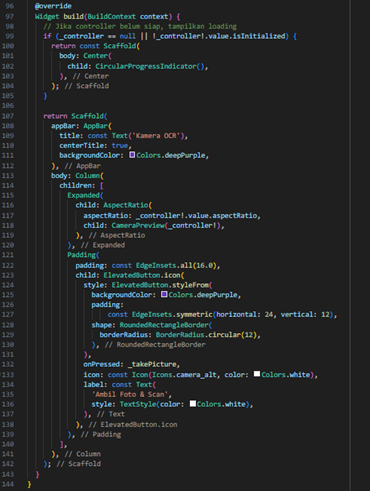 96 @override
97 Widget build(BuildContext context) {
98 // Jika controller belum siap, tampilkan loading
99 if (_controller == null || !_controller!.value.isInitialized) {
100 return const Scaffold(
101 body: Center(
102 child: CircularProgressIndicator(),
103 ), // Center
104 ); // Scaffold
105 }
106
107 return Scaffold(
108 appBar: AppBar(
109 title: const Text('Kamera OCR'),
110 centerTitle: true,
111 backgroundColor: Colors.deepPurple,
112 ), // AppBar
113 body: Column(
114 children: [
115 Expanded(
116 child: AspectRatio(
117 aspectRatio: _controller!.value.aspectRatio,
118 child: CameraPreview(_controller!),
119 ), // AspectRatio
120 ), // Expanded
121 Padding(
122 padding: const EdgeInsets.all(16.0),
123 child: ElevatedButton.icon(
124 style: ElevatedButton.styleFrom(
125 backgroundColor: Colors.deepPurple,
126 padding:
127 const EdgeInsets.symmetric(horizontal: 24, vertical: 12),
128 shape: RoundedRectangleBorder(
129 borderRadius: BorderRadius.circular(12),
130 ), // RoundedRectangleBorder
131 ),
132 onPressed: _takePicture,
133 icon: const Icon(Icons.camera_alt, color: Colors.white),
134 label: const Text(
135 'Ambil Foto & Scan',
136 style: TextStyle(color: Colors.white),
137 ), // Text
138 ), // ElevatedButton.icon
139 ), // Padding
140 ],
141 ), // Column
142 ); // Scaffold
143 }
144 }